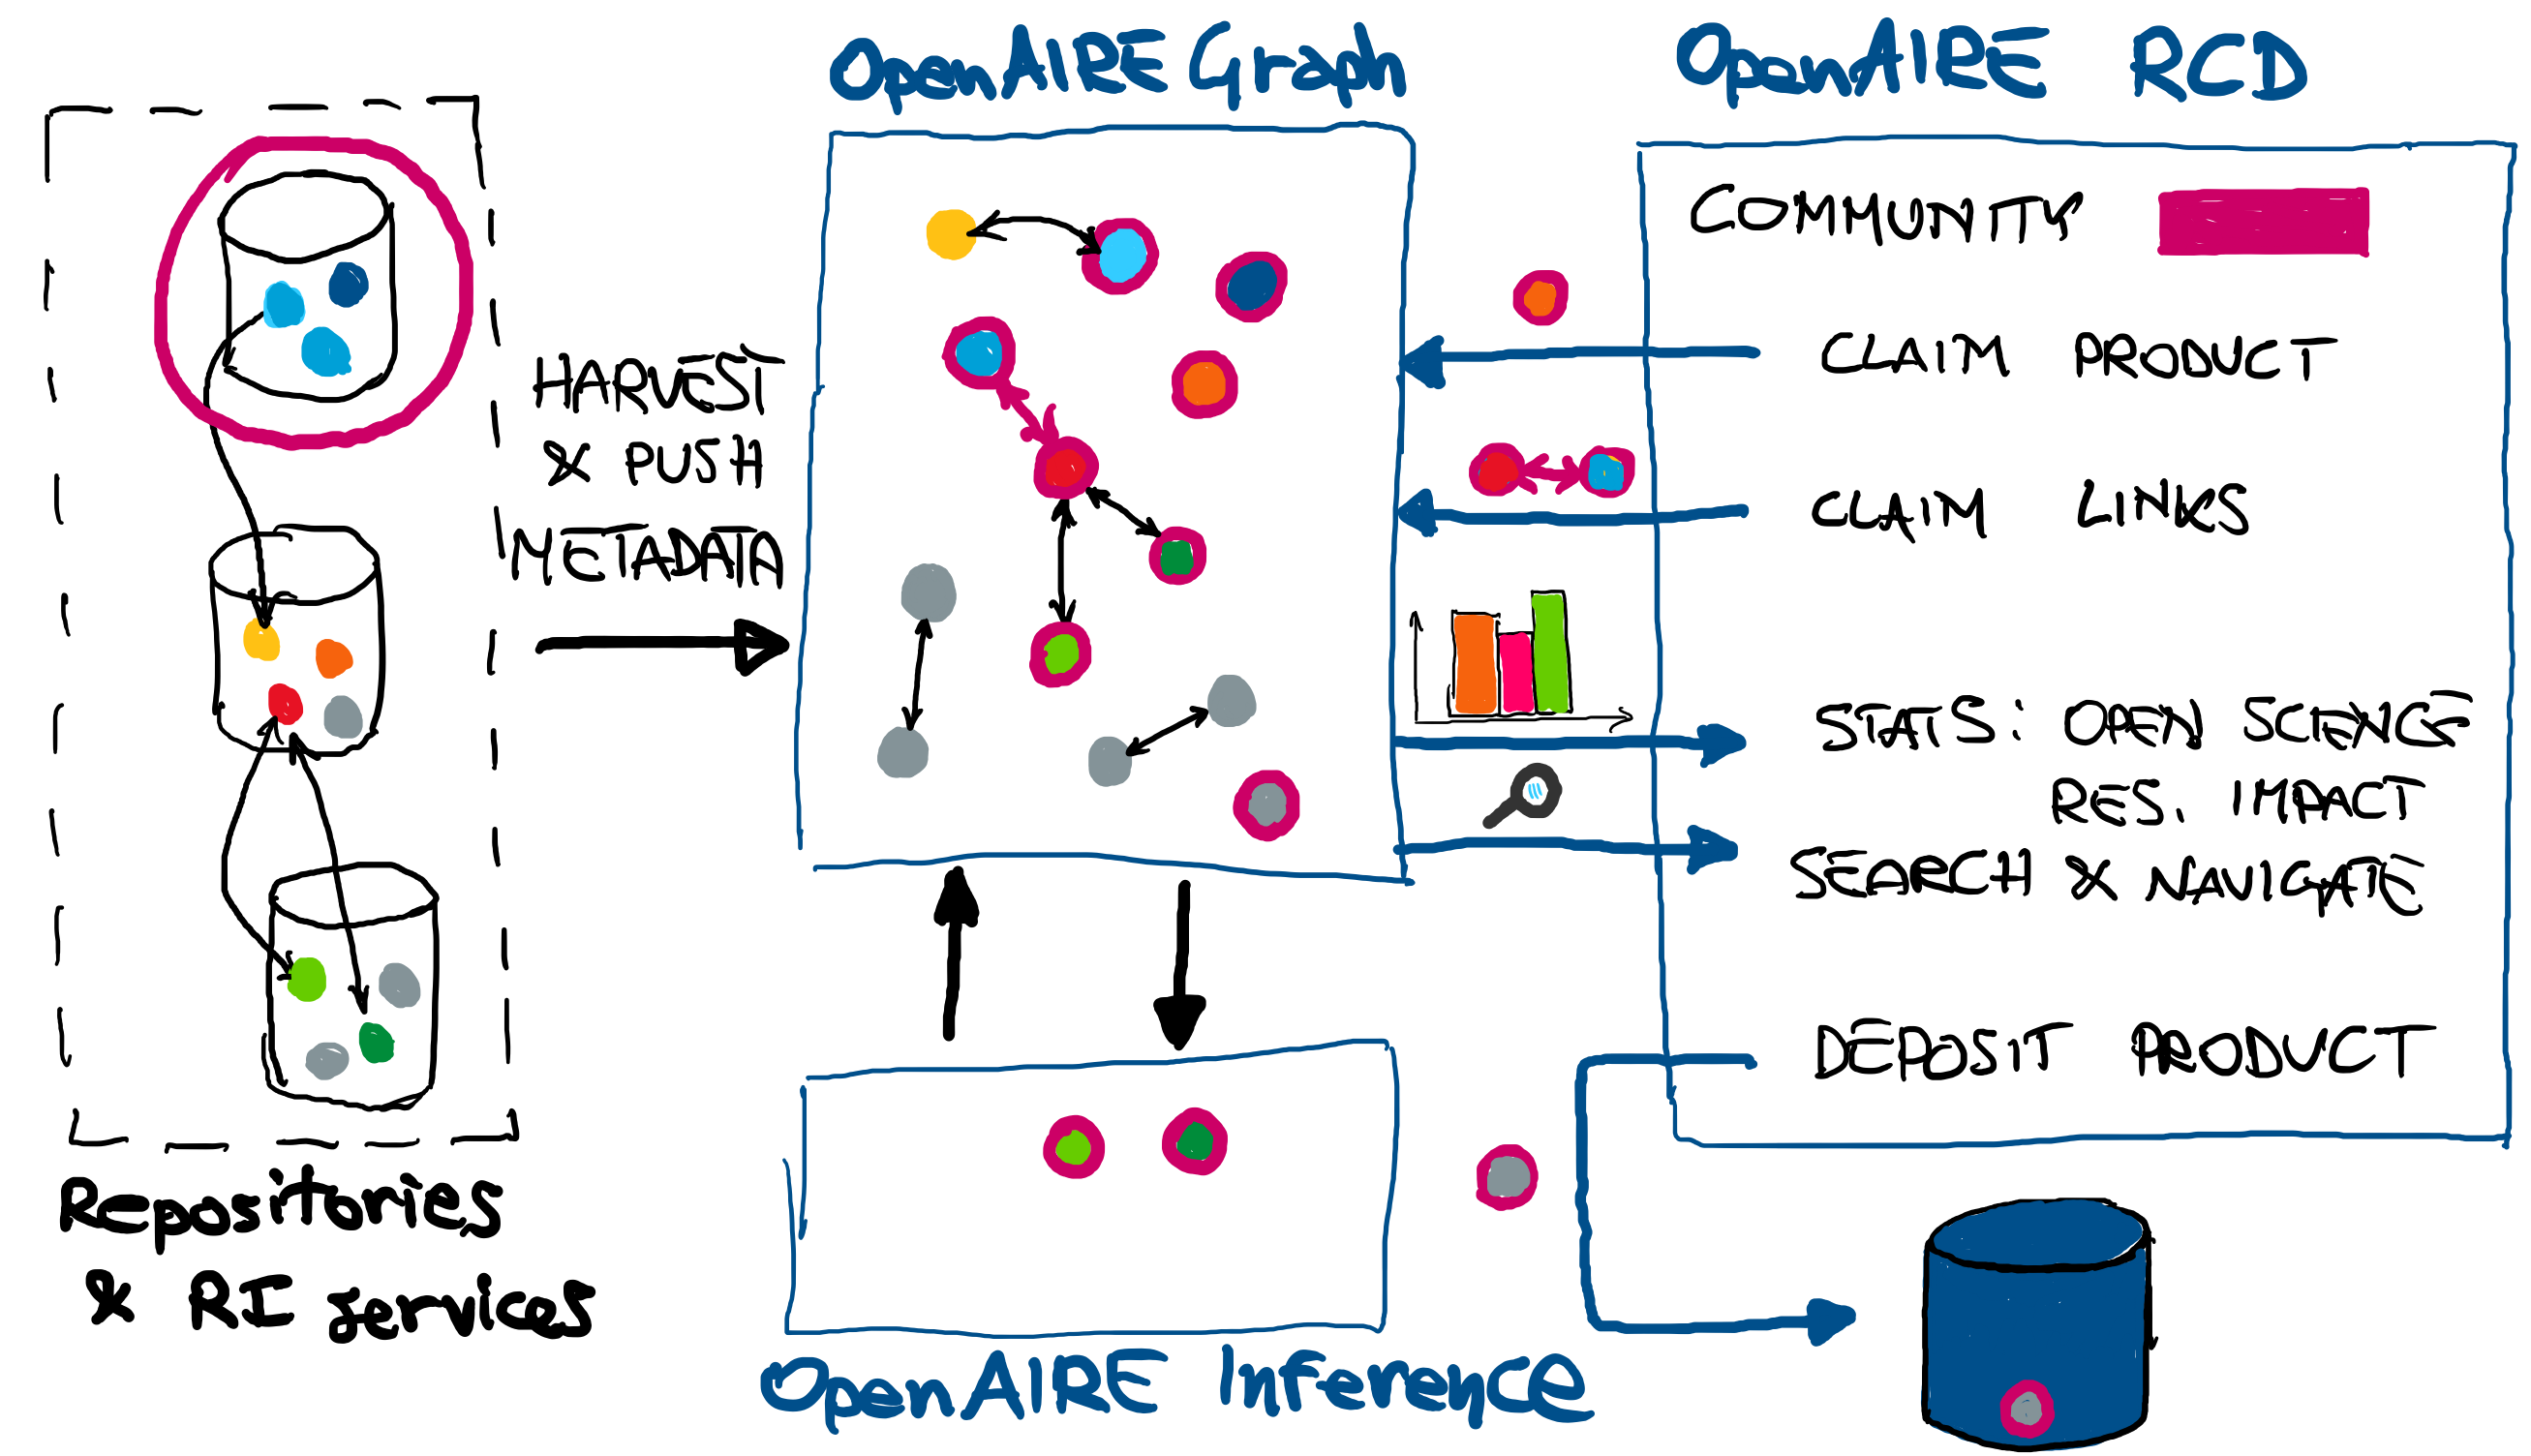 OpenAIRE Graph
OpenAIRE RCD
COMMUNITY
HARVEST
& PUSH
METADATA
CLAIM PRODUCT
CLAIM LINKS
STATS: OPEN SCIENCE
RES. IMPACT
SEARCH & NAVIGATE
DEPOSIT PRODUCT
Repositories
& RI services
OpenAIRE Inference